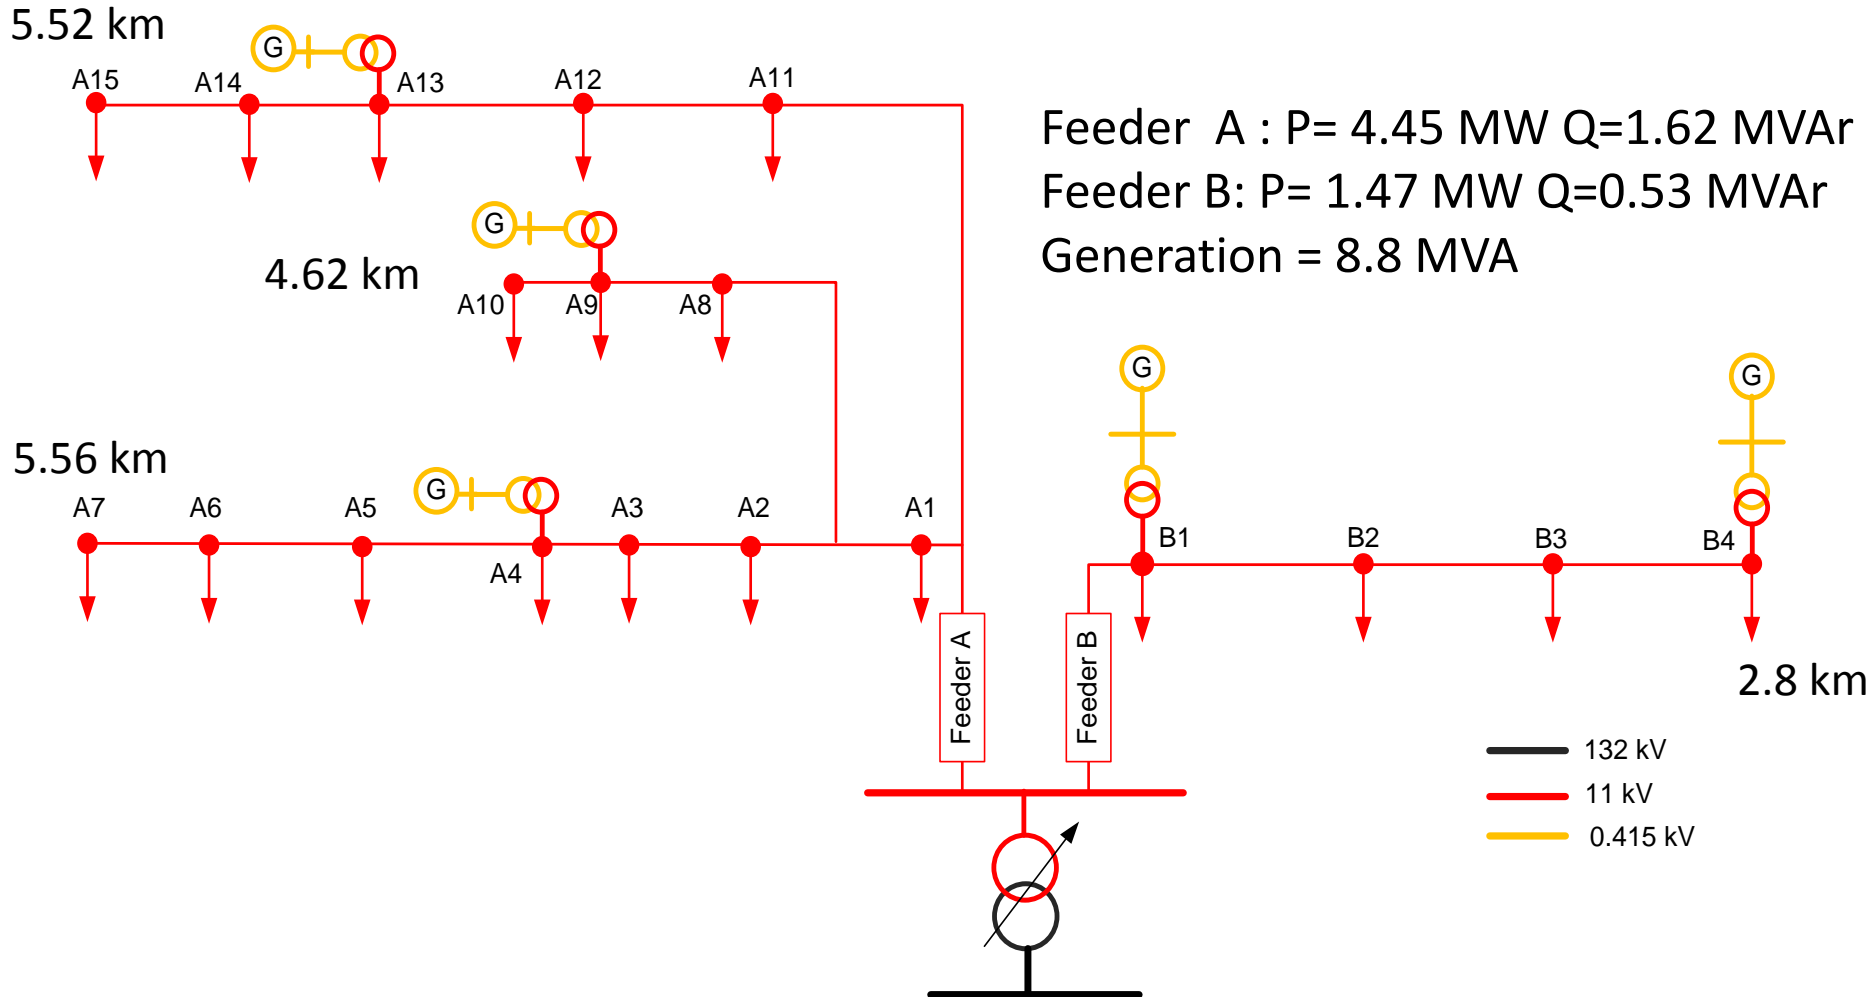 5.52 km
G
A15
A14
A13
A12
A11
Feeder A : P= 4.45 MW Q=1.62 MVAr
Feeder B: P= 1.47 MW Q=0.53 MVAr
Generation = 8.8 MVA
G
4.62 km
A10
A9
A8
5.56 km
G
A7
A6
A5
A4
A3
A2
A1
G
G
B1
B2
B3
B4
2.8 km
Feeder A
Feeder B
132 kV
11 kV
0.415 kV